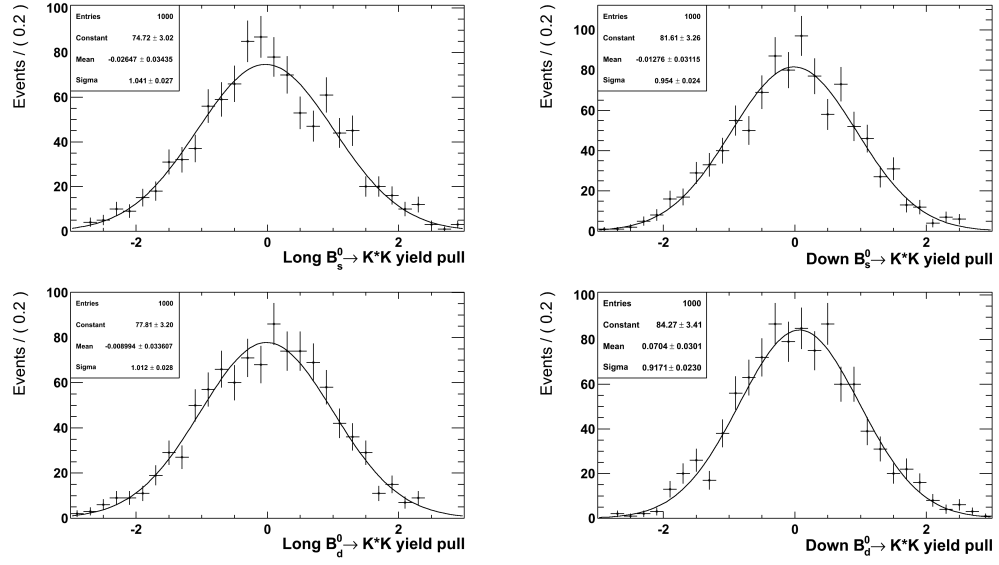 Events / ( 0.2 )
100
80
60
40
20
0
Entries 1000
Constant 74.72 ± 3.02
Mean -0.02647 ± 0.03435
Sigma 1.041 ± 0.027
-2 0 2
Long B⁰ₛ → K*K yield pull
Events / ( 0.2 )
100
80
60
40
20
0
Entries 1000
Constant 81.61 ± 3.26
Mean -0.01276 ± 0.03115
Sigma 0.954 ± 0.024
-2 0 2
Down B⁰ₛ → K*K yield pull
Events / ( 0.2 )
100
80
60
40
20
0
Entries 1000
Constant 77.81 ± 3.20
Mean -0.008994 ± 0.033607
Sigma 1.012 ± 0.028
-2 0 2
Long B⁰d → K*K yield pull
Events / ( 0.2 )
100
80
60
40
20
0
Entries 1000
Constant 84.27 ± 3.41
Mean 0.0704 ± 0.0301
Sigma 0.9171 ± 0.0230
-2 0 2
Down B⁰d → K*K yield pull